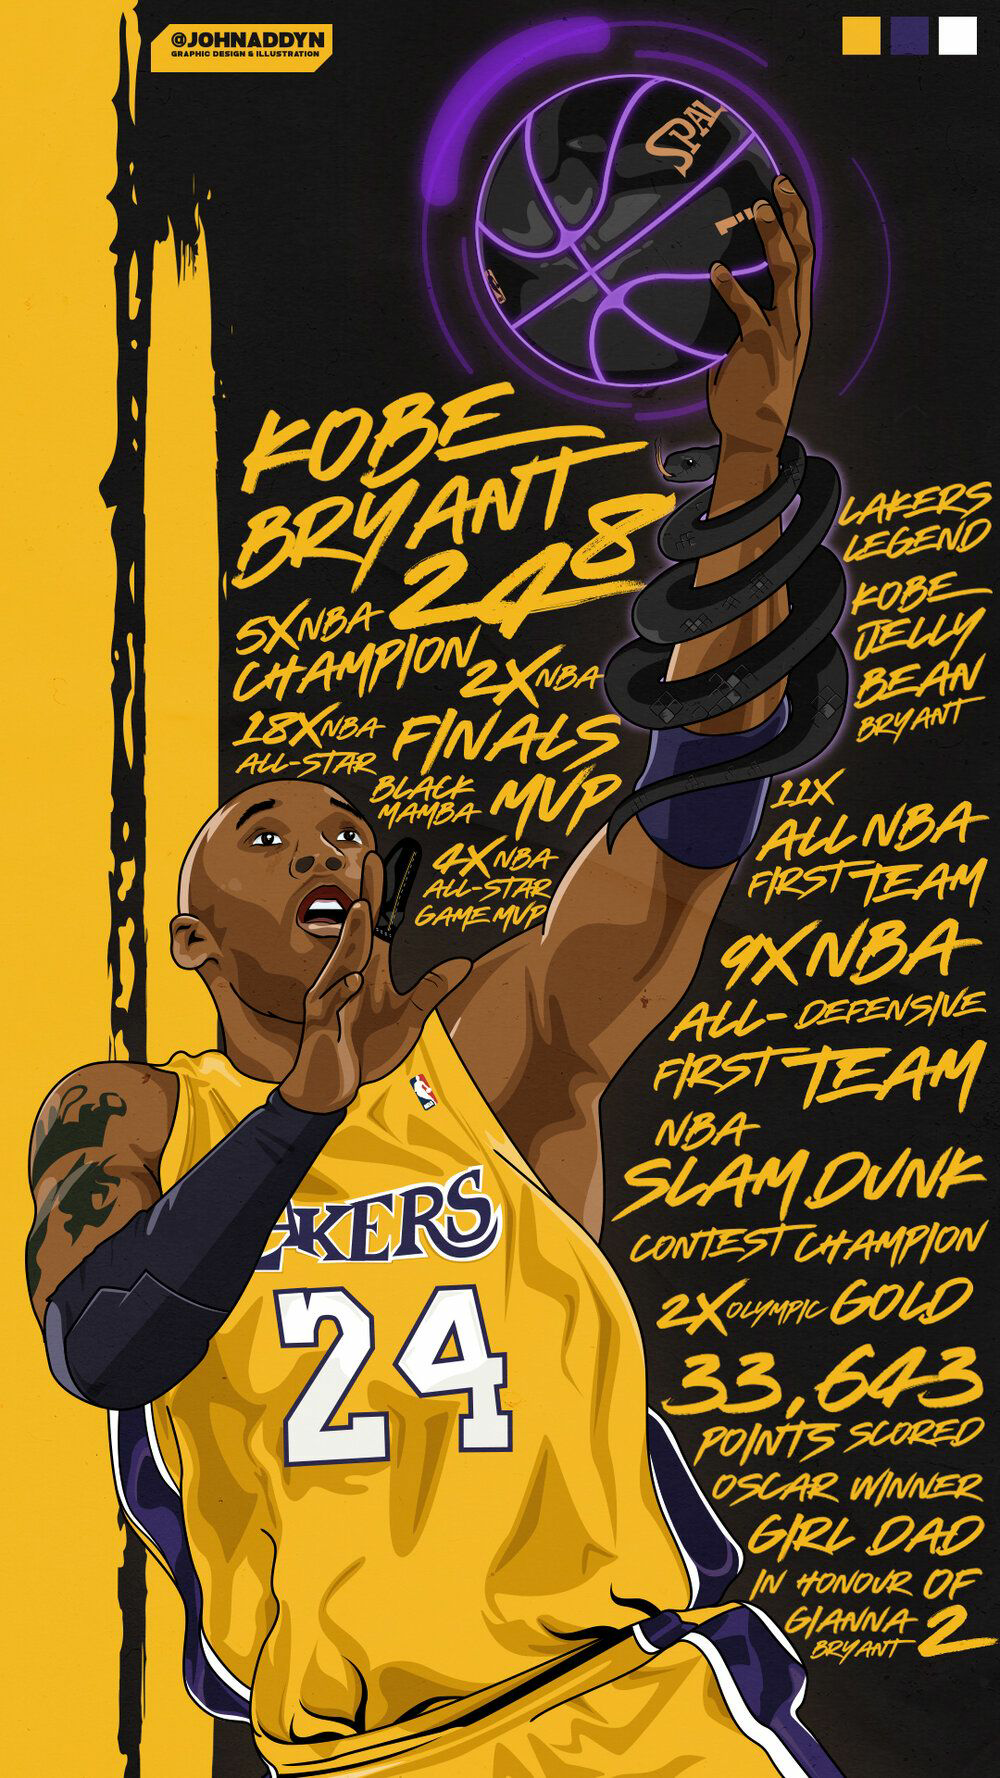 @JOHNADDYN
GRAPHIC DESIGN & ILLUSTRATION
SPAL
KOBE
BRYANT
8
24
5X NBA
CHAMPION
2X NBA
FINALS
MVP
18X NBA
ALL-STAR
BLACK
MAMBA
4X NBA
ALL-STAR
GAME MVP
LAKERS
LEGEND
KOBE
JELLY
BEAN
BRYANT
11X
ALL NBA
FIRST TEAM
9X NBA
ALL-DEFENSIVE
FIRST TEAM
NBA
SLAM DUNK
CONTEST CHAMPION
2X OLYMPIC GOLD
33,643
POINTS SCORED
OSCAR WINNER
GIRL DAD
IN HONOUR OF
GIANNA
BRYANT 2
AKERS
24